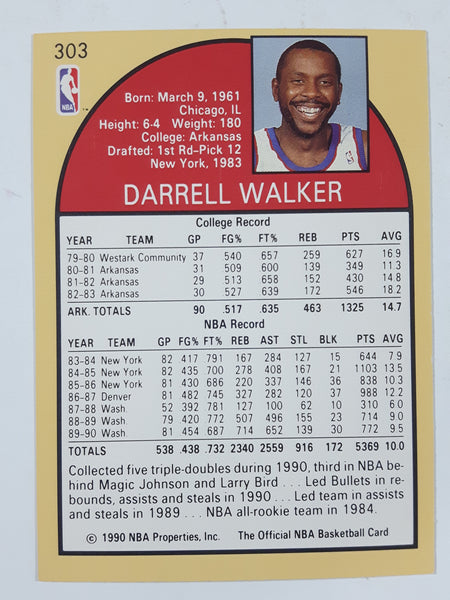 303
NBA
Born: March 9, 1961
Chicago, IL
Height: 6-4 Weight: 180
College: Arkansas
Drafted: 1st Rd-Pick 12
New York, 1983
DARRELL WALKER
College Record
YEAR TEAM GP FG% FT% REB PTS AVG
79-80 Westark Community 37 540 657 259 627 16.9
80-81 Arkansas 31 509 600 139 349 11.3
81-82 Arkansas 29 514 658 152 430 14.8
82-83 Arkansas 30 527 639 172 546 18.2
ARK. TOTALS 90 .517 .635 463 1325 14.7
NBA Record
YEAR TEAM GP FG% FT% REB AST STL BLK PTS AVG
83-84 New York 82 417 791 167 284 127 15 644 7.9
84-85 New York 82 435 700 278 408 167 21 1103 13.5
85-86 New York 81 430 686 220 337 146 36 838 10.3
86-87 Denver 81 482 745 327 282 120 37 988 12.2
87-88 Wash 52 392 781 127 100 62 10 310 6.0
88-89 Wash 79 420 772 507 496 155 23 714 9.0
89-90 Wash 81 454 687 714 652 139 30 772 9.5
TOTALS 538 .438 .732 2340 2559 916 172 5369 10.0
Collected five triple-doubles during 1990, third in NBA be-
hind Magic Johnson and Larry Bird ... Led Bullets in re-
bounds, assists and steals in 1990 ... Led team in assists
and steals in 1989 ... NBA all-rookie team in 1984.
© 1990 NBA Properties, Inc. The Official NBA Basketball Card